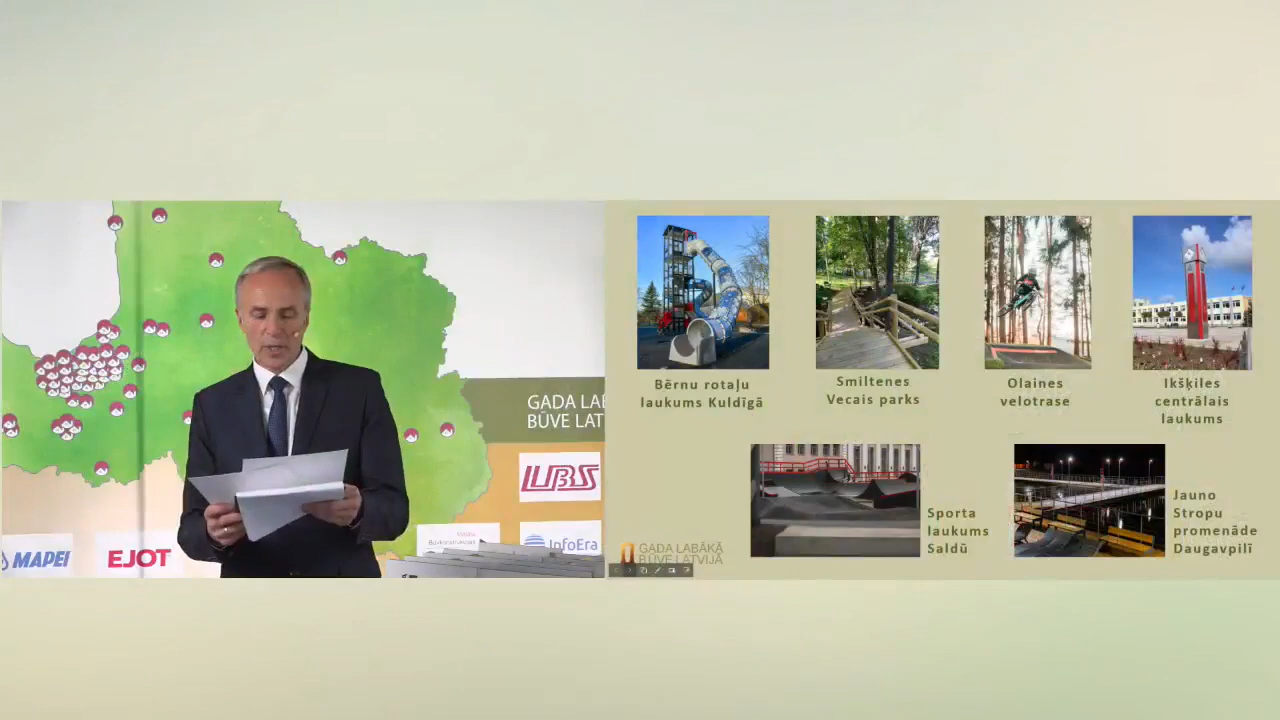 GADA LAB
BŪVE LAT
LBS
MAPEI
EJOT
InfoEra
Bērnu rotaļu
laukums Kuldīgā
Smiltenes
Vecais parks
Olaines
velotrase
Ikšķiles
centrālais
laukums
Sporta
laukums
Saldū
Jauno
Stropu
promenāde
Daugavpilī
GADA LABĀKĀ
BŪVE LATVIJĀ